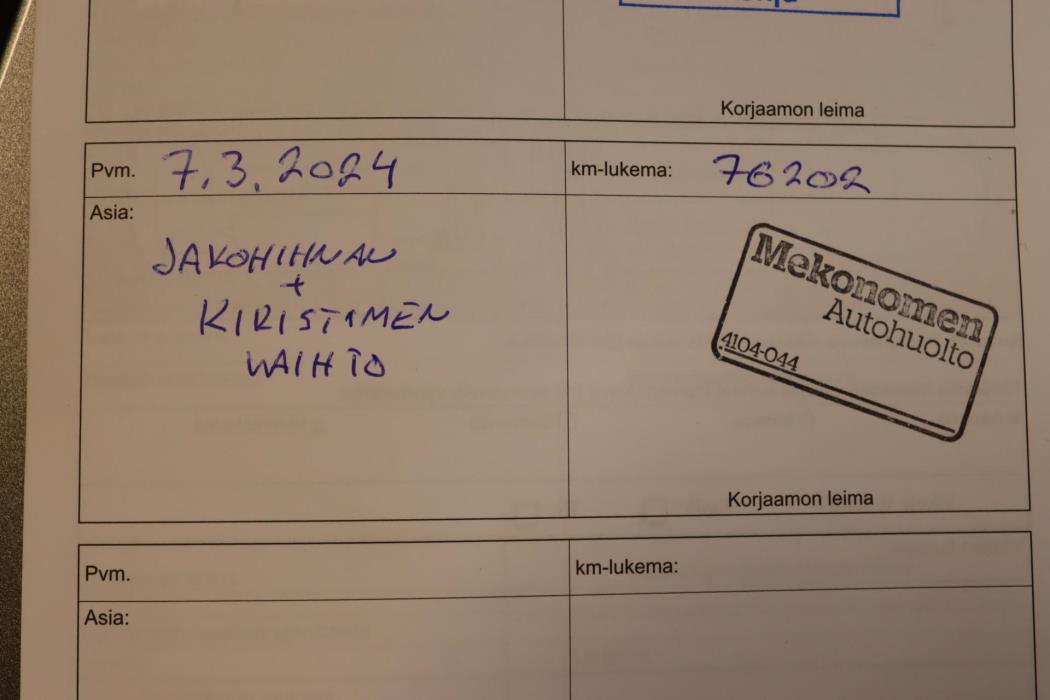 Korjaamon leima
Pvm. 7.3.2024
km-lukema: 76202
Asia:
JAKOHIHNAN
+
KIRISTIMEN
VAIHTO
Mekonomen
Autohuolto
4104-044
Korjaamon leima
Pvm.
km-lukema:
Asia: